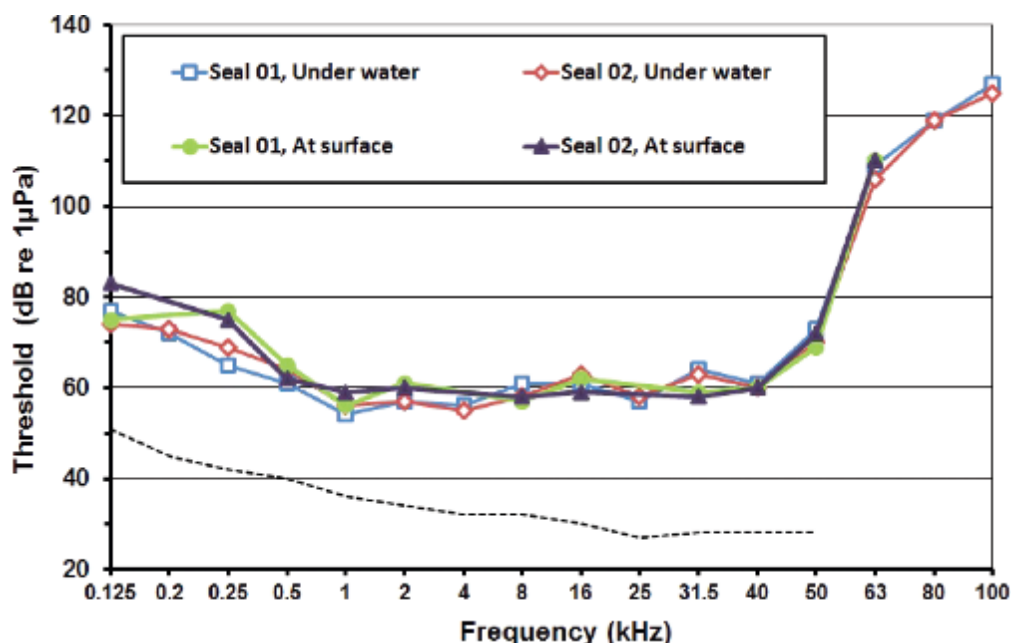 140
120
100
80
60
40
20
Threshold (dB re 1µPa)
Seal 01, Under water
Seal 02, Under water
Seal 01, At surface
Seal 02, At surface
0.125 0.2 0.25 0.5 1 2 4 8 16 25 31.5 40 50 63 80 100
Frequency (kHz)